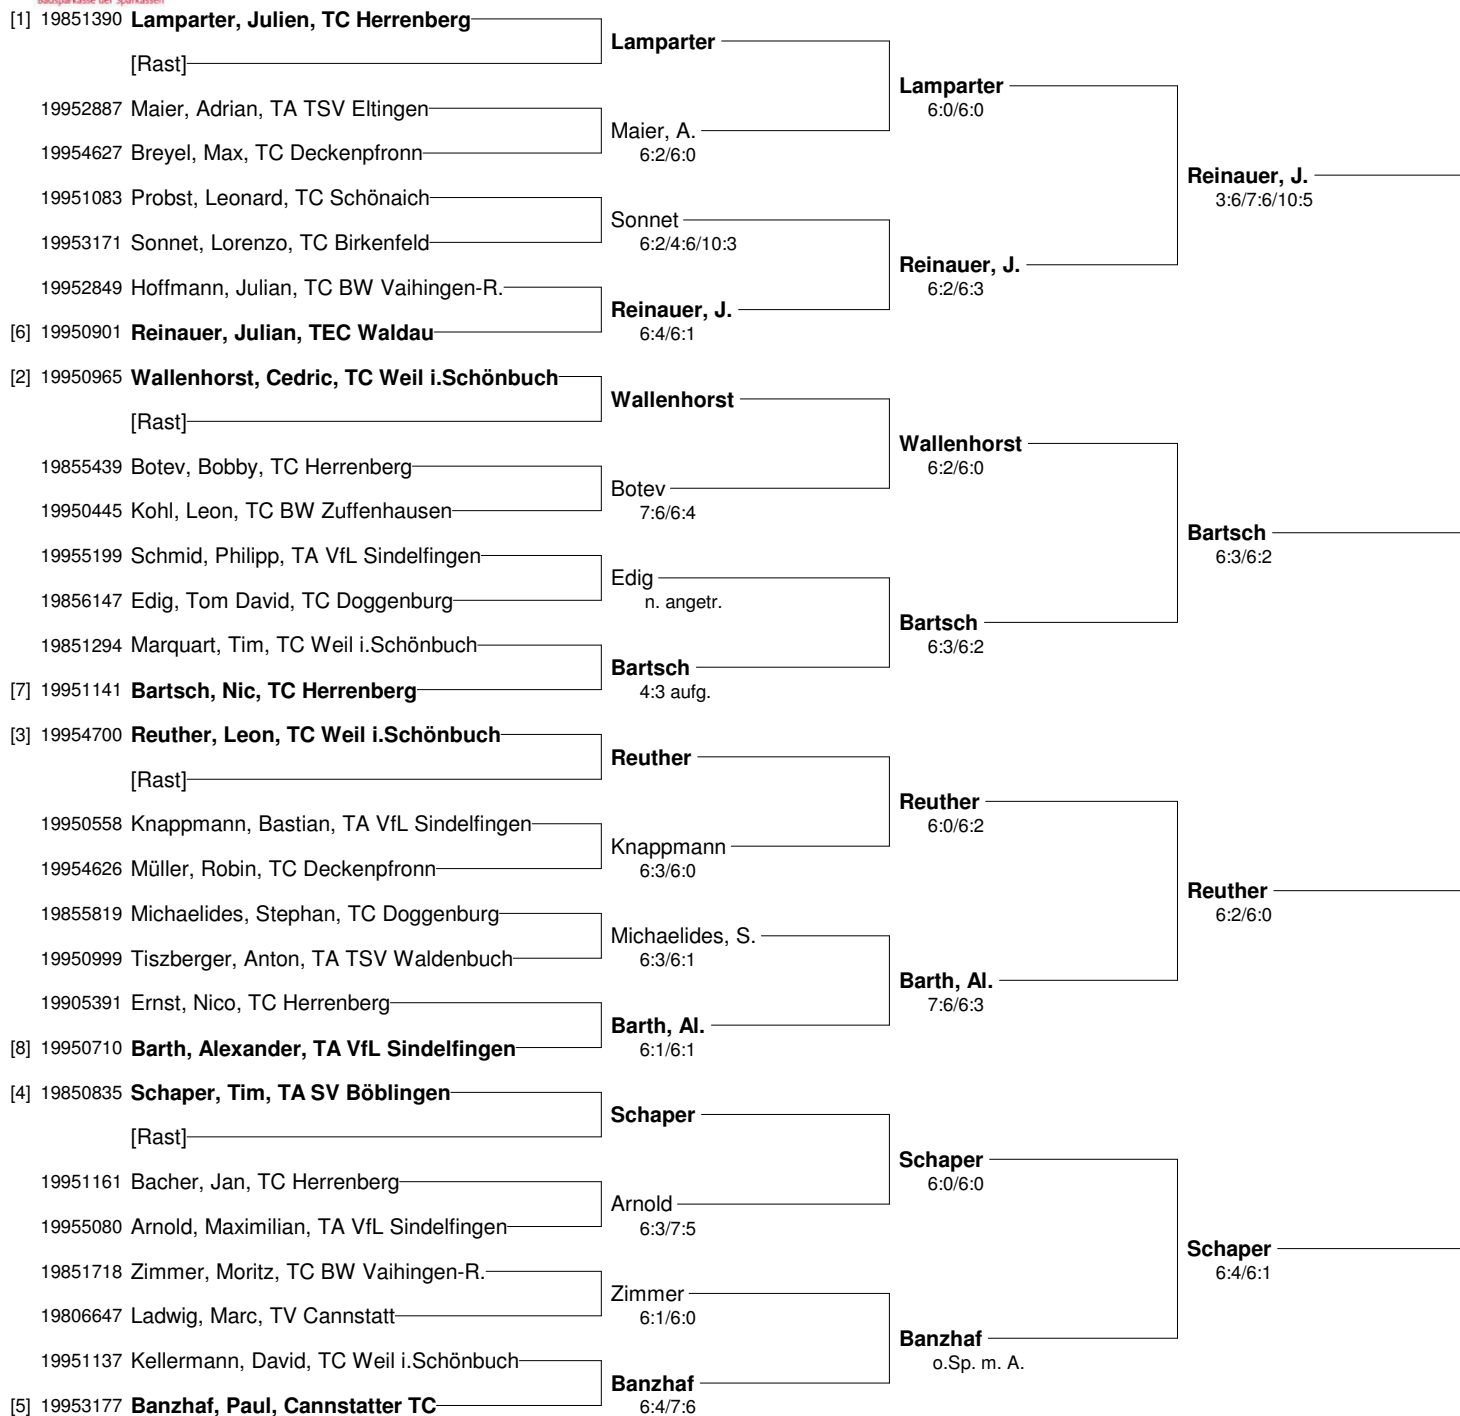 Bausparkasse der Sparkassen
[1] 19851390 Lamparter, Julien, TC Herrenberg
Lamparter
[Rast]
Lamparter
6:0/6:0
19952887 Maier, Adrian, TA TSV Eltingen
Maier, A.
6:2/6:0
19954627 Breyel, Max, TC Deckenpfronn
Reinauer, J.
3:6/7:6/10:5
19951083 Probst, Leonard, TC Schönaich
Sonnet
6:2/4:6/10:3
19953171 Sonnet, Lorenzo, TC Birkenfeld
Reinauer, J.
6:2/6:3
19952849 Hoffmann, Julian, TC BW Vaihingen-R.
Reinauer, J.
6:4/6:1
[6] 19950901 Reinauer, Julian, TEC Waldau
[2] 19950965 Wallenhorst, Cedric, TC Weil i.Schönbuch
Wallenhorst
[Rast]
Wallenhorst
6:2/6:0
19855439 Botev, Bobby, TC Herrenberg
Botev
7:6/6:4
19950445 Kohl, Leon, TC BW Zuffenhausen
Bartsch
6:3/6:2
19955199 Schmid, Philipp, TA VfL Sindelfingen
Edig
n. angetr.
19856147 Edig, Tom David, TC Doggenburg
Bartsch
6:3/6:2
19851294 Marquart, Tim, TC Weil i.Schönbuch
Bartsch
4:3 aufg.
[7] 19951141 Bartsch, Nic, TC Herrenberg
[3] 19954700 Reuther, Leon, TC Weil i.Schönbuch
Reuther
[Rast]
Reuther
6:0/6:2
19950558 Knappmann, Bastian, TA VfL Sindelfingen
Knappmann
6:3/6:0
19954626 Müller, Robin, TC Deckenpfronn
Reuther
6:2/6:0
19855819 Michaelides, Stephan, TC Doggenburg
Michaelides, S.
6:3/6:1
19950999 Tiszberger, Anton, TA TSV Waldenbuch
Barth, Al.
7:6/6:3
19905391 Ernst, Nico, TC Herrenberg
Barth, Al.
6:1/6:1
[8] 19950710 Barth, Alexander, TA VfL Sindelfingen
[4] 19850835 Schaper, Tim, TA SV Böblingen
Schaper
[Rast]
Schaper
6:0/6:0
19951161 Bacher, Jan, TC Herrenberg
Arnold
6:3/7:5
19955080 Arnold, Maximilian, TA VfL Sindelfingen
Schaper
6:4/6:1
19851718 Zimmer, Moritz, TC BW Vaihingen-R.
Zimmer
6:1/6:0
19806647 Ladwig, Marc, TV Cannstatt
Banzhaf
o.Sp. m. A.
19951137 Kellermann, David, TC Weil i.Schönbuch
Banzhaf
6:4/7:6
[5] 19953177 Banzhaf, Paul, Cannstatter TC